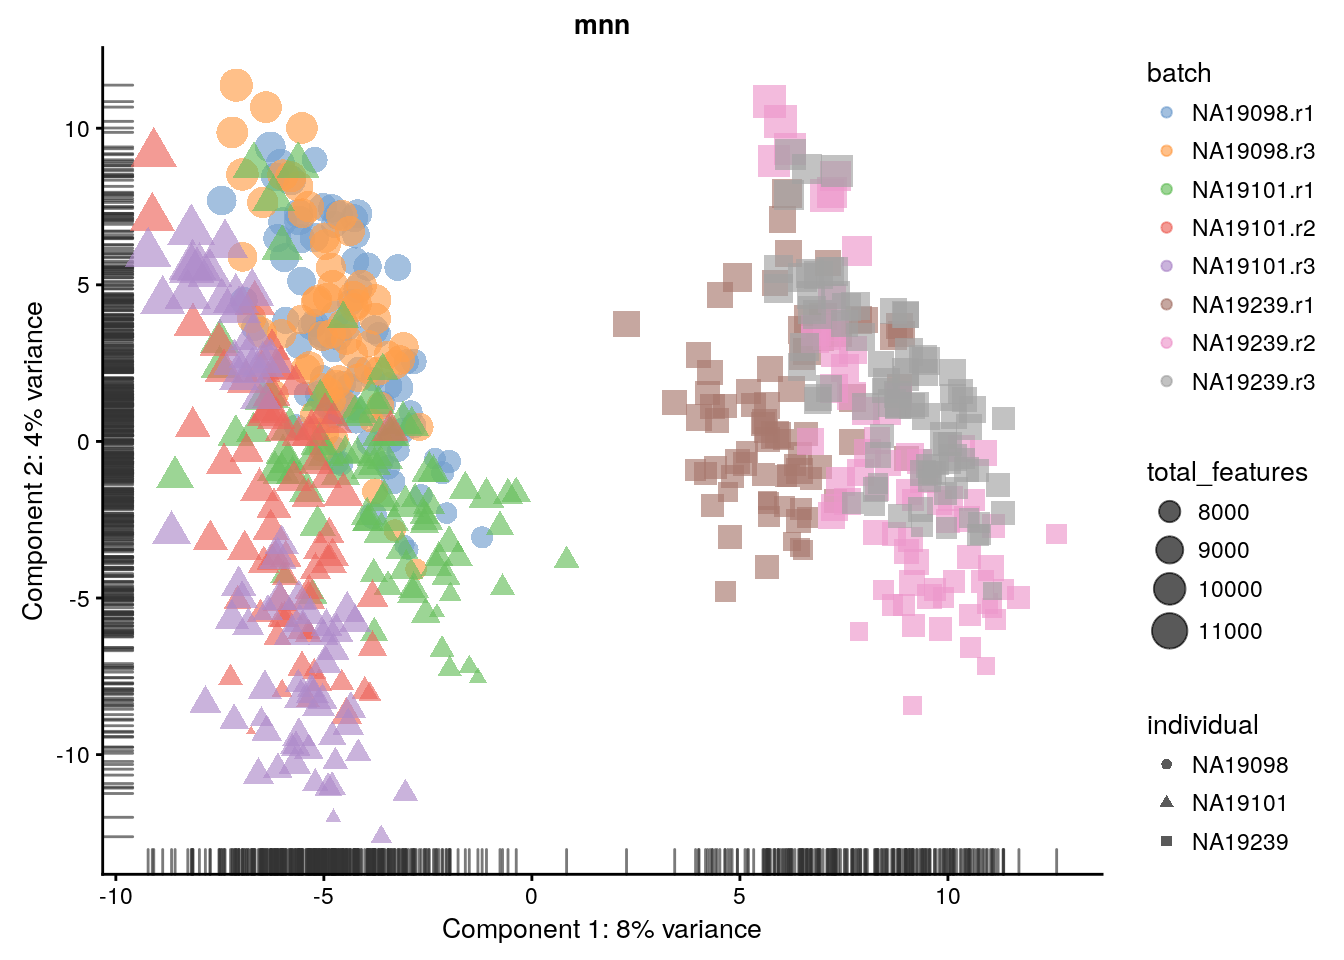 mnn
Component 2: 4% variance
10
5
0
-5
-10
-10
-5
0
5
10
Component 1: 8% variance
batch
NA19098.r1
NA19098.r3
NA19101.r1
NA19101.r2
NA19101.r3
NA19239.r1
NA19239.r2
NA19239.r3
total_features
8000
9000
10000
11000
individual
NA19098
NA19101
NA19239